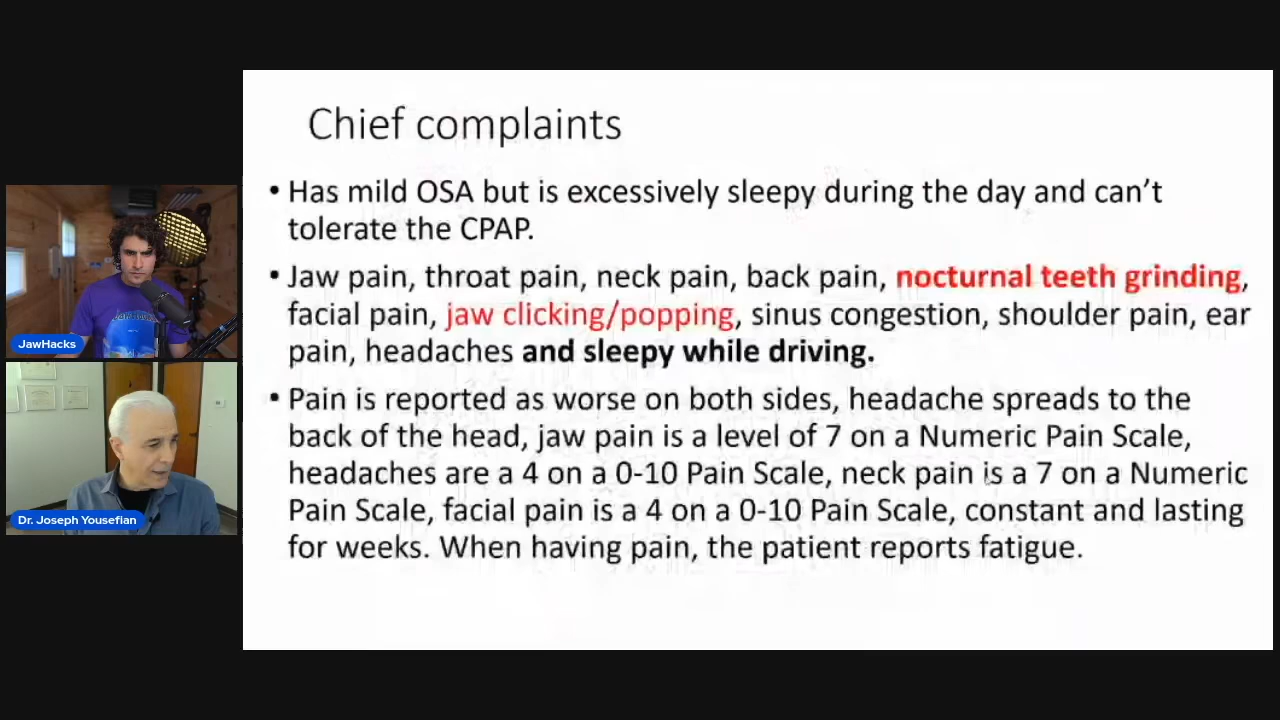 Chief complaints
• Has mild OSA but is excessively sleepy during the day and can't
tolerate the CPAP.
• Jaw pain, throat pain, neck pain, back pain, nocturnal teeth grinding,
facial pain, jaw clicking/popping, sinus congestion, shoulder pain, ear
pain, headaches and sleepy while driving.
• Pain is reported as worse on both sides, headache spreads to the
back of the head, jaw pain is a level of 7 on a Numeric Pain Scale,
headaches are a 4 on a 0-10 Pain Scale, neck pain is a 7 on a Numeric
Pain Scale, facial pain is a 4 on a 0-10 Pain Scale, constant and lasting
for weeks. When having pain, the patient reports fatigue.
JawHacks
Dr. Joseph Yousefian